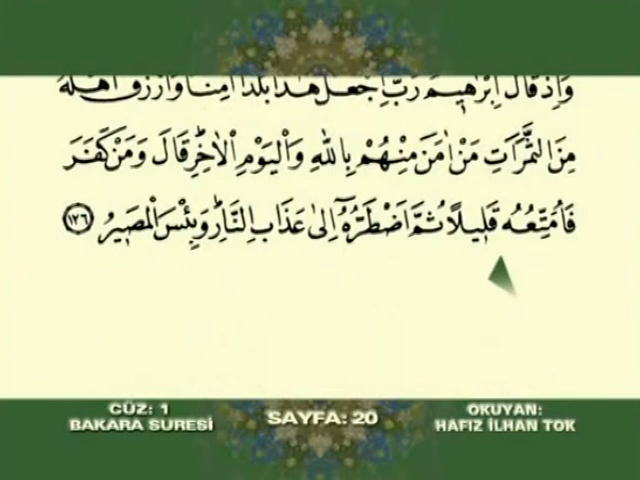 وَاِذْ قَالَ اِبْرٰهٖيمُ رَبِّ اجْعَلْ هٰذَا بَلَدًا اٰمِنًا وَارْزُقْ اَهْلَهُ
مِنَ الثَّمَرَاتِ مَنْ اٰمَنَ مِنْهُمْ بِاللّٰهِ وَالْيَوْمِ الْاٰخِرِۜ قَالَ وَمَنْ كَفَرَ
فَاُمَتِّعُهُ قَلٖيلًا ثُمَّ اَضْطَرُّهُٓ اِلٰى عَذَابِ النَّارِۜ وَبِئْسَ الْمَصٖيرُ ١٢٦
CÜZ: 1
BAKARA SURESİ
SAYFA: 20
OKUYAN:
HAFIZ İLHAN TOK